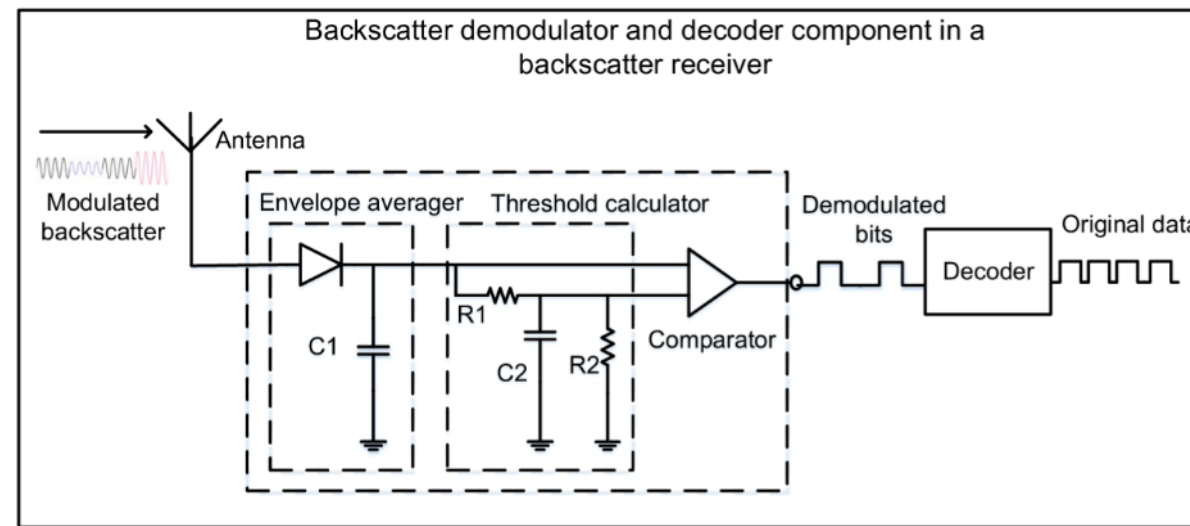 Backscatter demodulator and decoder component in a
backscatter receiver
Antenna
Modulated
backscatter
Envelope averager
Threshold calculator
Demodulated
bits
Original data
Decoder
R1
Comparator
C1
C2
R2